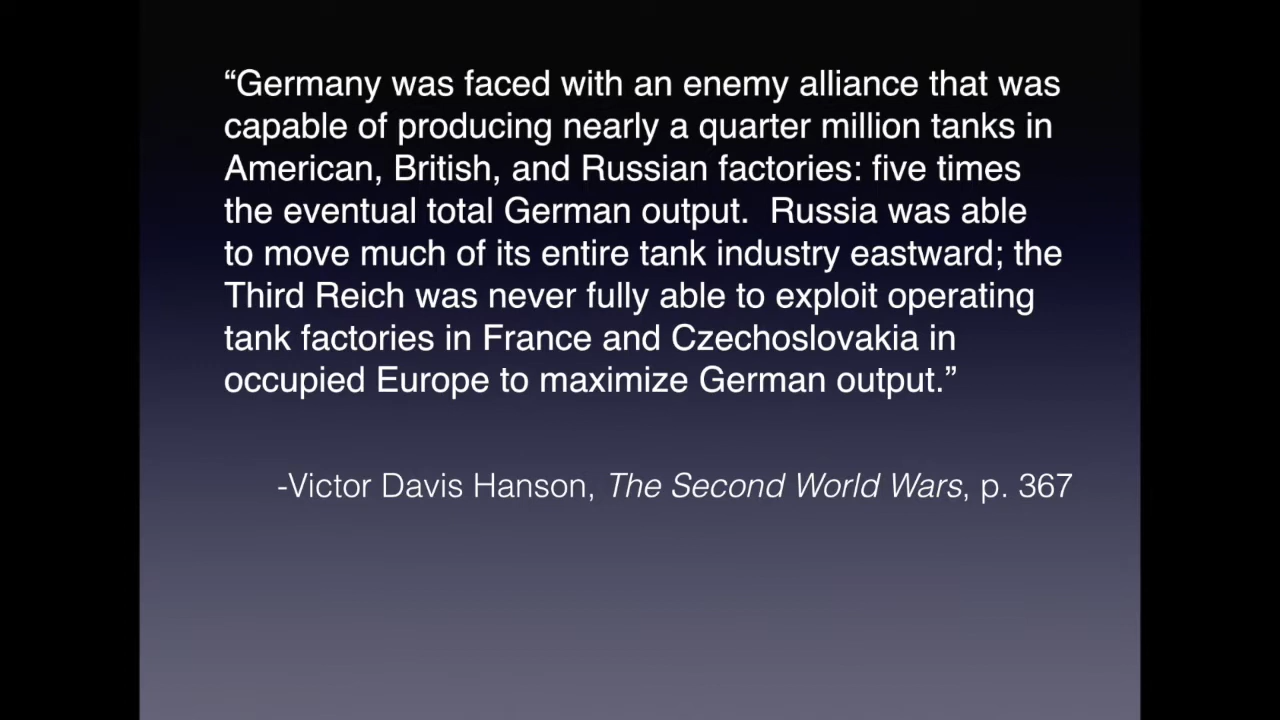 “Germany was faced with an enemy alliance that was
capable of producing nearly a quarter million tanks in
American, British, and Russian factories: five times
the eventual total German output.  Russia was able
to move much of its entire tank industry eastward; the
Third Reich was never fully able to exploit operating
tank factories in France and Czechoslovakia in
occupied Europe to maximize German output.”
-Victor Davis Hanson, The Second World Wars, p. 367